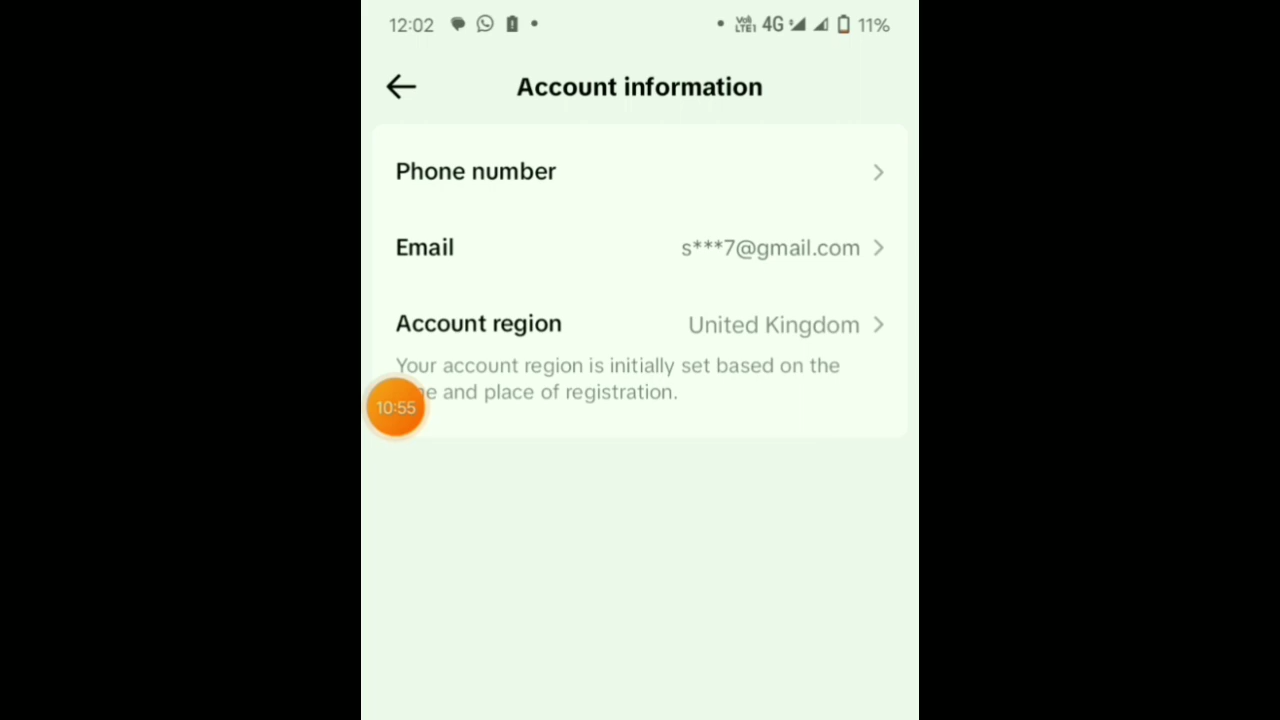 12:02 4G 11%
Account information
Phone number
Email s***7@gmail.com
Account region United Kingdom
Your account region is initially set based on the
and place of registration.
10:55